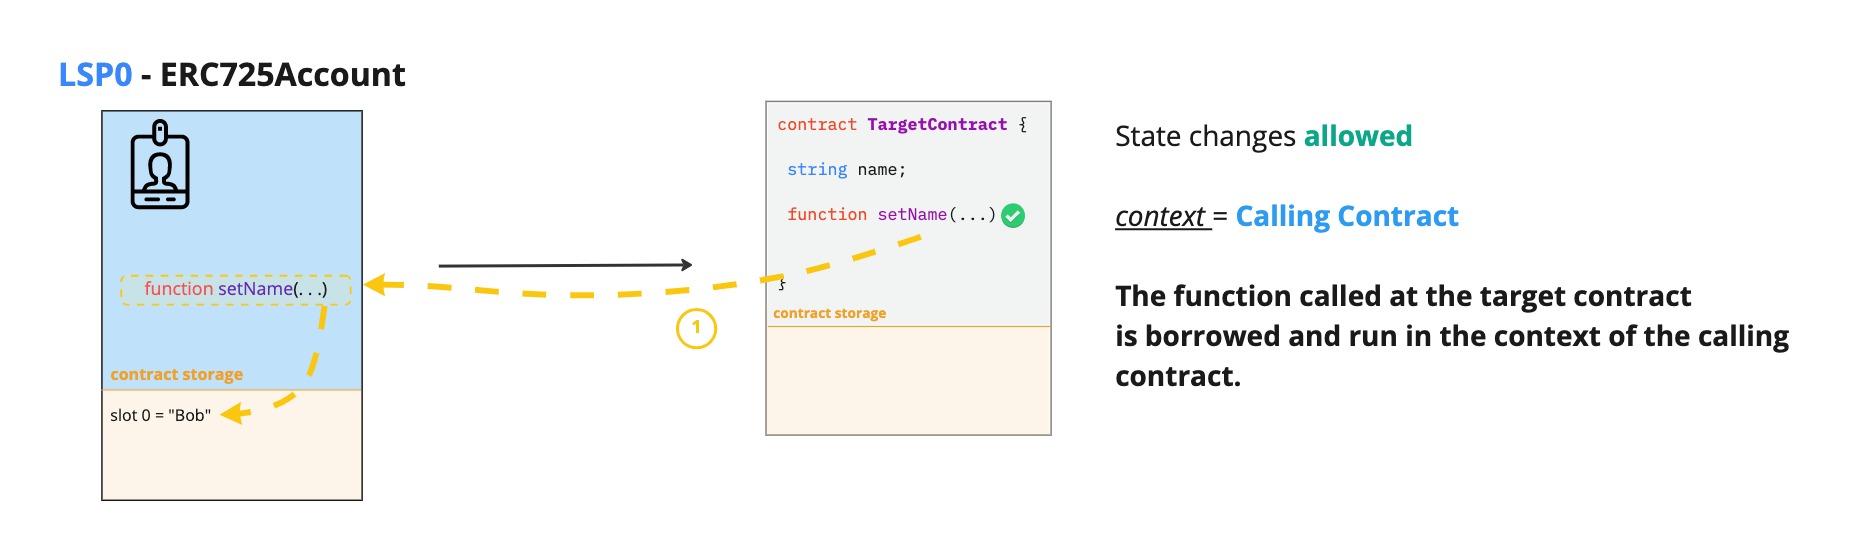 LSP0 - ERC725Account
function setName(...)
contract storage
slot 0 = "Bob"
1
contract TargetContract {
string name;
function setName(...)
}
contract storage
State changes allowed
context = Calling Contract
The function called at the target contract
is borrowed and run in the context of the calling
contract.